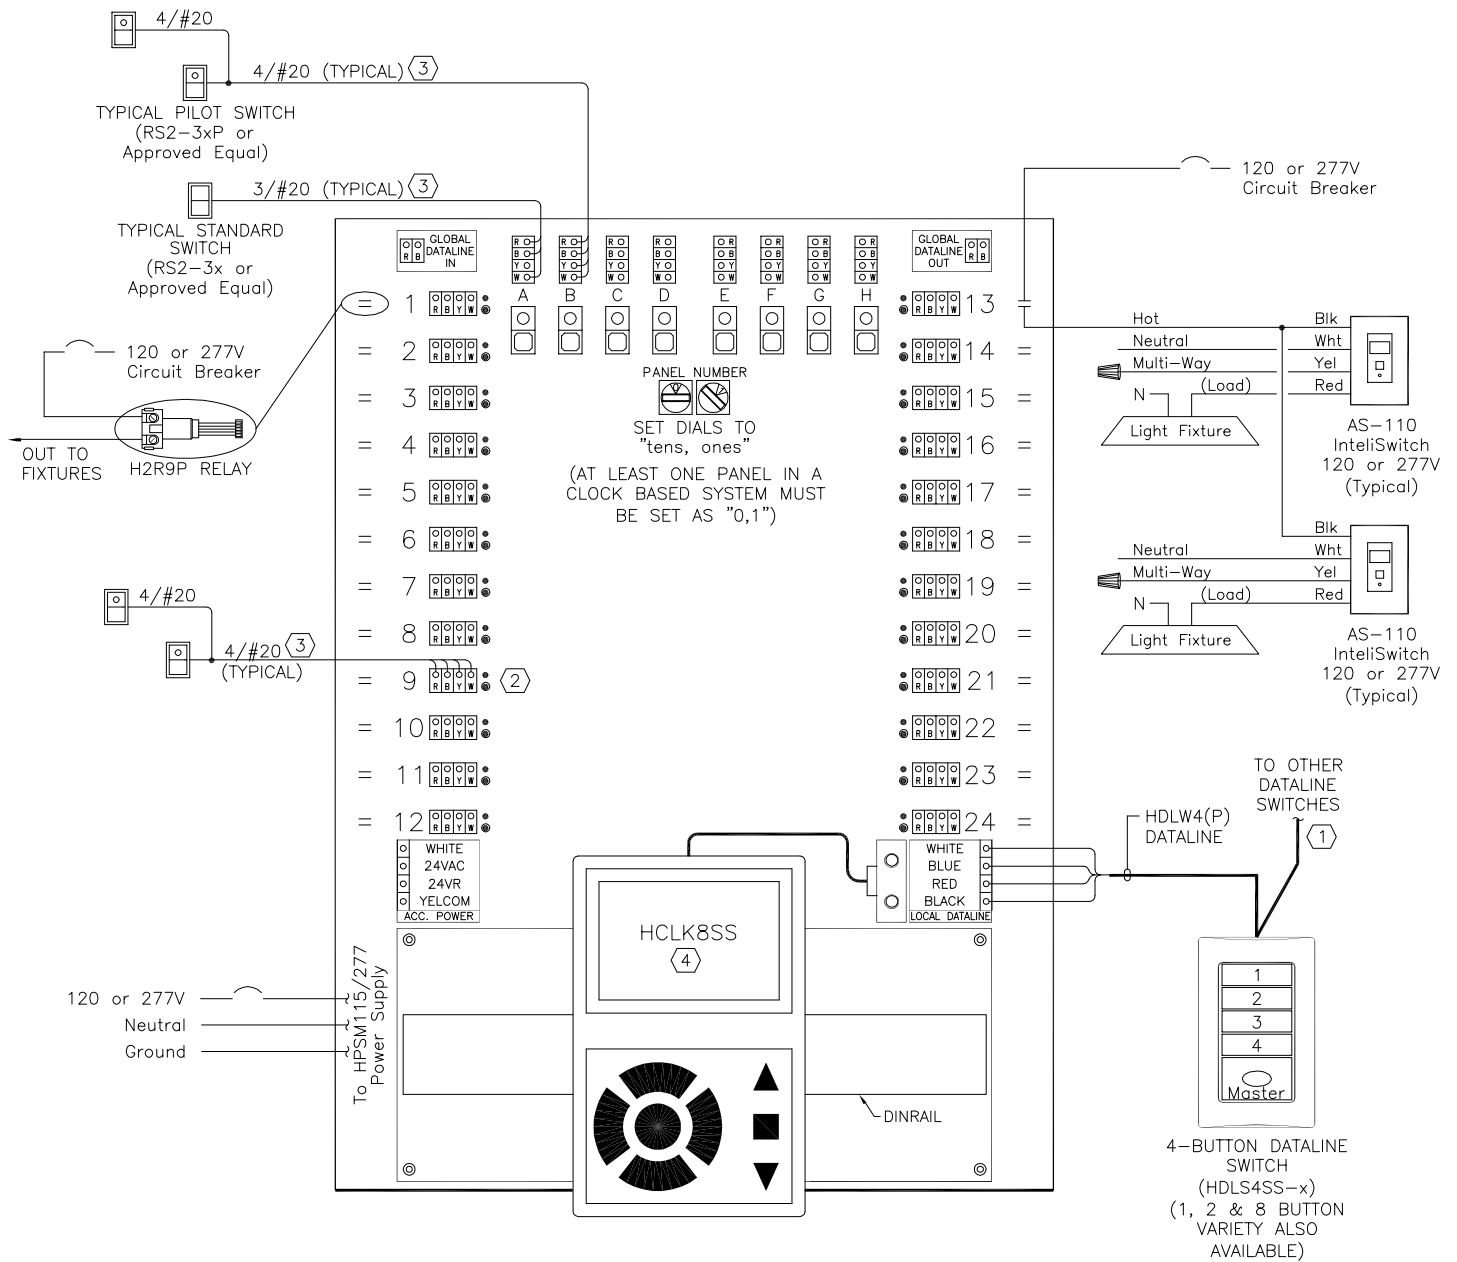 4/#20
4/#20 (TYPICAL) 3
TYPICAL PILOT SWITCH
(RS2-3xP or
Approved Equal)
3/#20 (TYPICAL) 3
TYPICAL STANDARD
SWITCH
(RS2-3x or
Approved Equal)
120 or 277V
Circuit Breaker
OUT TO
FIXTURES
H2R9P RELAY
4/#20
4/#20 3
(TYPICAL)
120 or 277V
Neutral
Ground
To HPSM115/277
Power Supply
GLOBAL
DATALINE
IN
R B
R B Y W
R B Y W
R B Y W
R B Y W
R B Y W
R B Y W
R B Y W
R B Y W
A B C D E F G H
GLOBAL
DATALINE
OUT
R B
PANEL NUMBER
0 1
SET DIALS TO
"tens, ones"
(AT LEAST ONE PANEL IN A
CLOCK BASED SYSTEM MUST
BE SET AS "0,1")
= 1 R B Y W
= 2 R B Y W
= 3 R B Y W
= 4 R B Y W
= 5 R B Y W
= 6 R B Y W
= 7 R B Y W
= 8 R B Y W
= 9 R B Y W 2
= 10 R B Y W
= 11 R B Y W
= 12 R B Y W
R B Y W 13 =
R B Y W 14 =
R B Y W 15 =
R B Y W 16 =
R B Y W 17 =
R B Y W 18 =
R B Y W 19 =
R B Y W 20 =
R B Y W 21 =
R B Y W 22 =
R B Y W 23 =
R B Y W 24 =
WHITE
24VAC
24VR
YELCOM
ACC. POWER
WHITE
BLUE
RED
BLACK
LOCAL DATALINE
HCLK8SS
4
DINRAIL
120 or 277V
Circuit Breaker
Hot Blk
Neutral Wht
Multi-Way Yel
N (Load) Red
Light Fixture
AS-110
InteliSwitch
120 or 277V
(Typical)
Blk
Neutral Wht
Multi-Way Yel
N (Load) Red
Light Fixture
AS-110
InteliSwitch
120 or 277V
(Typical)
TO OTHER
DATALINE
SWITCHES
1
HDLW4(P)
DATALINE
1
2
3
4
Master
4-BUTTON DATALINE
SWITCH
(HDLS4SS-x)
(1, 2 & 8 BUTTON
VARIETY ALSO
AVAILABLE)